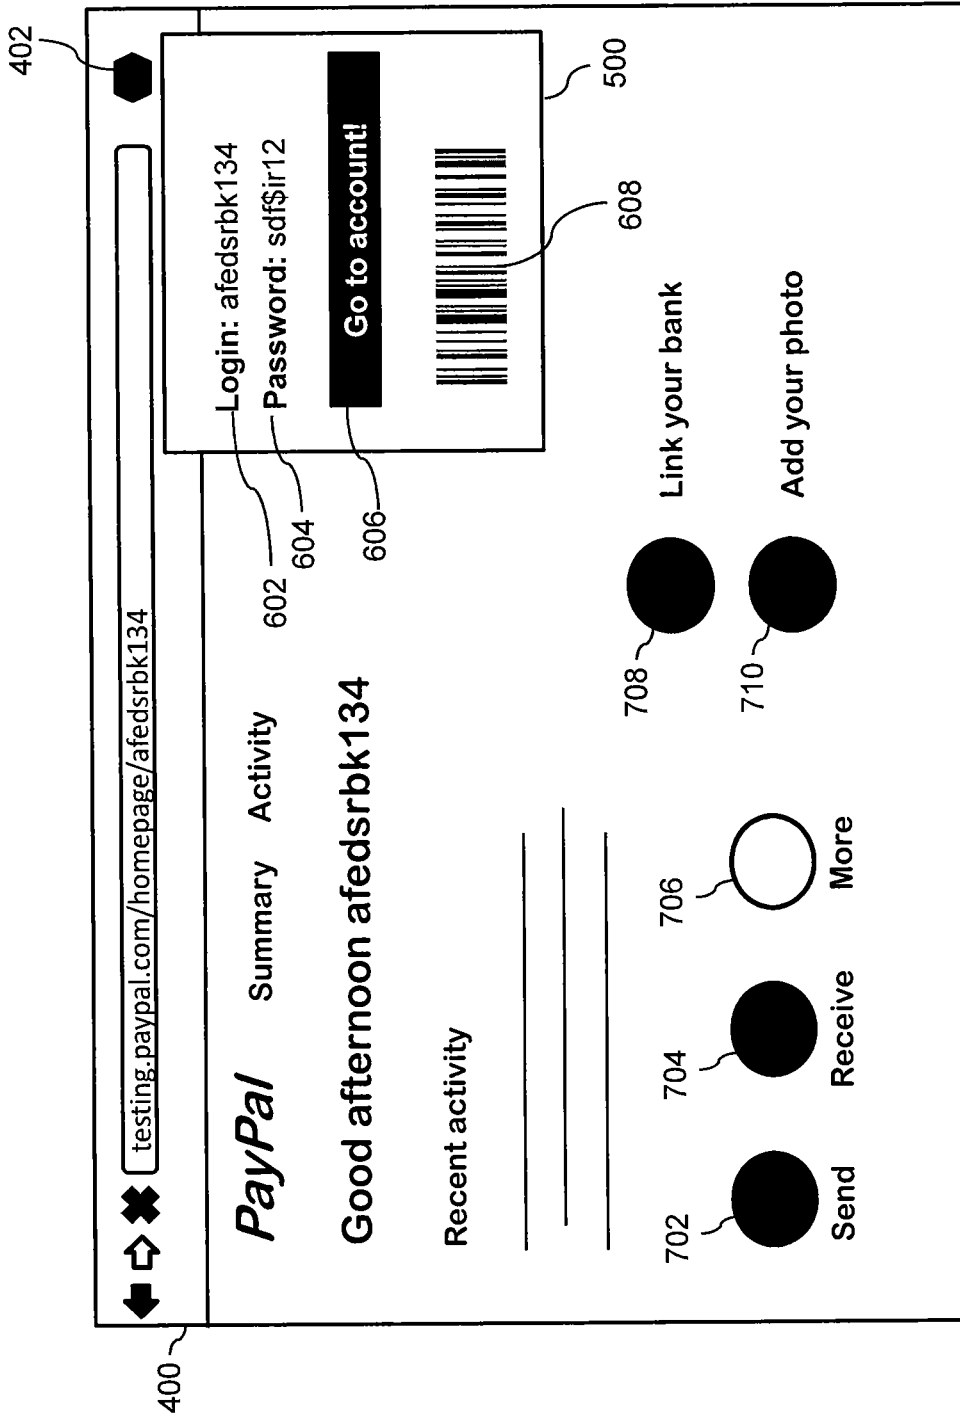 400
402
testing.paypal.com/homepage/afedsrbk134
PayPal
Summary
Activity
Good afternoon afedsrbk134
Recent activity
602
604
606
Login: afedsrbk134
Password: sdf$ir12
Go to account!
608
500
702
Send
704
Receive
706
More
708
Link your bank
710
Add your photo